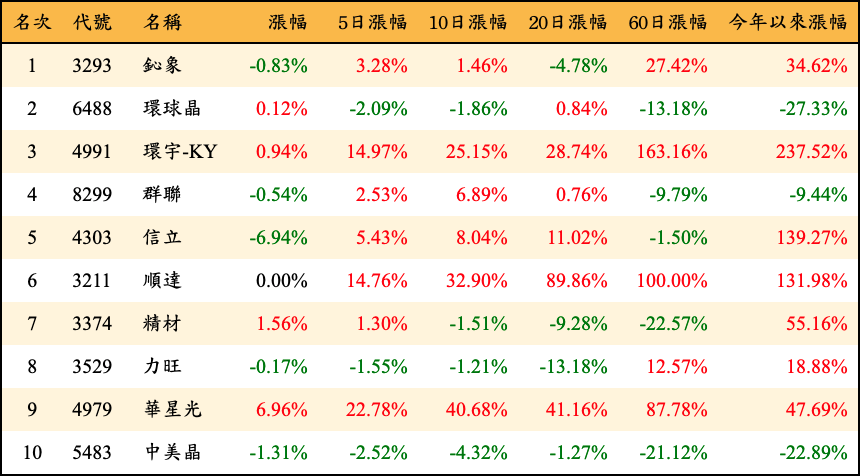 名次 代號 名稱 漲幅 5日漲幅 10日漲幅 20日漲幅 60日漲幅 今年以來漲幅
1 3293 鈊象 -0.83% 3.28% 1.46% -4.78% 27.42% 34.62%
2 6488 環球晶 0.12% -2.09% -1.86% 0.84% -13.18% -27.33%
3 4991 環宇-KY 0.94% 14.97% 25.15% 28.74% 163.16% 237.52%
4 8299 群聯 -0.54% 2.53% 6.89% 0.76% -9.79% -9.44%
5 4303 信立 -6.94% 5.43% 8.04% 11.02% -1.50% 139.27%
6 3211 順達 0.00% 14.76% 32.90% 89.86% 100.00% 131.98%
7 3374 精材 1.56% 1.30% -1.51% -9.28% -22.57% 55.16%
8 3529 力旺 -0.17% -1.55% -1.21% -13.18% 12.57% 18.88%
9 4979 華星光 6.96% 22.78% 40.68% 41.16% 87.78% 47.69%
10 5483 中美晶 -1.31% -2.52% -4.32% -1.27% -21.12% -22.89%